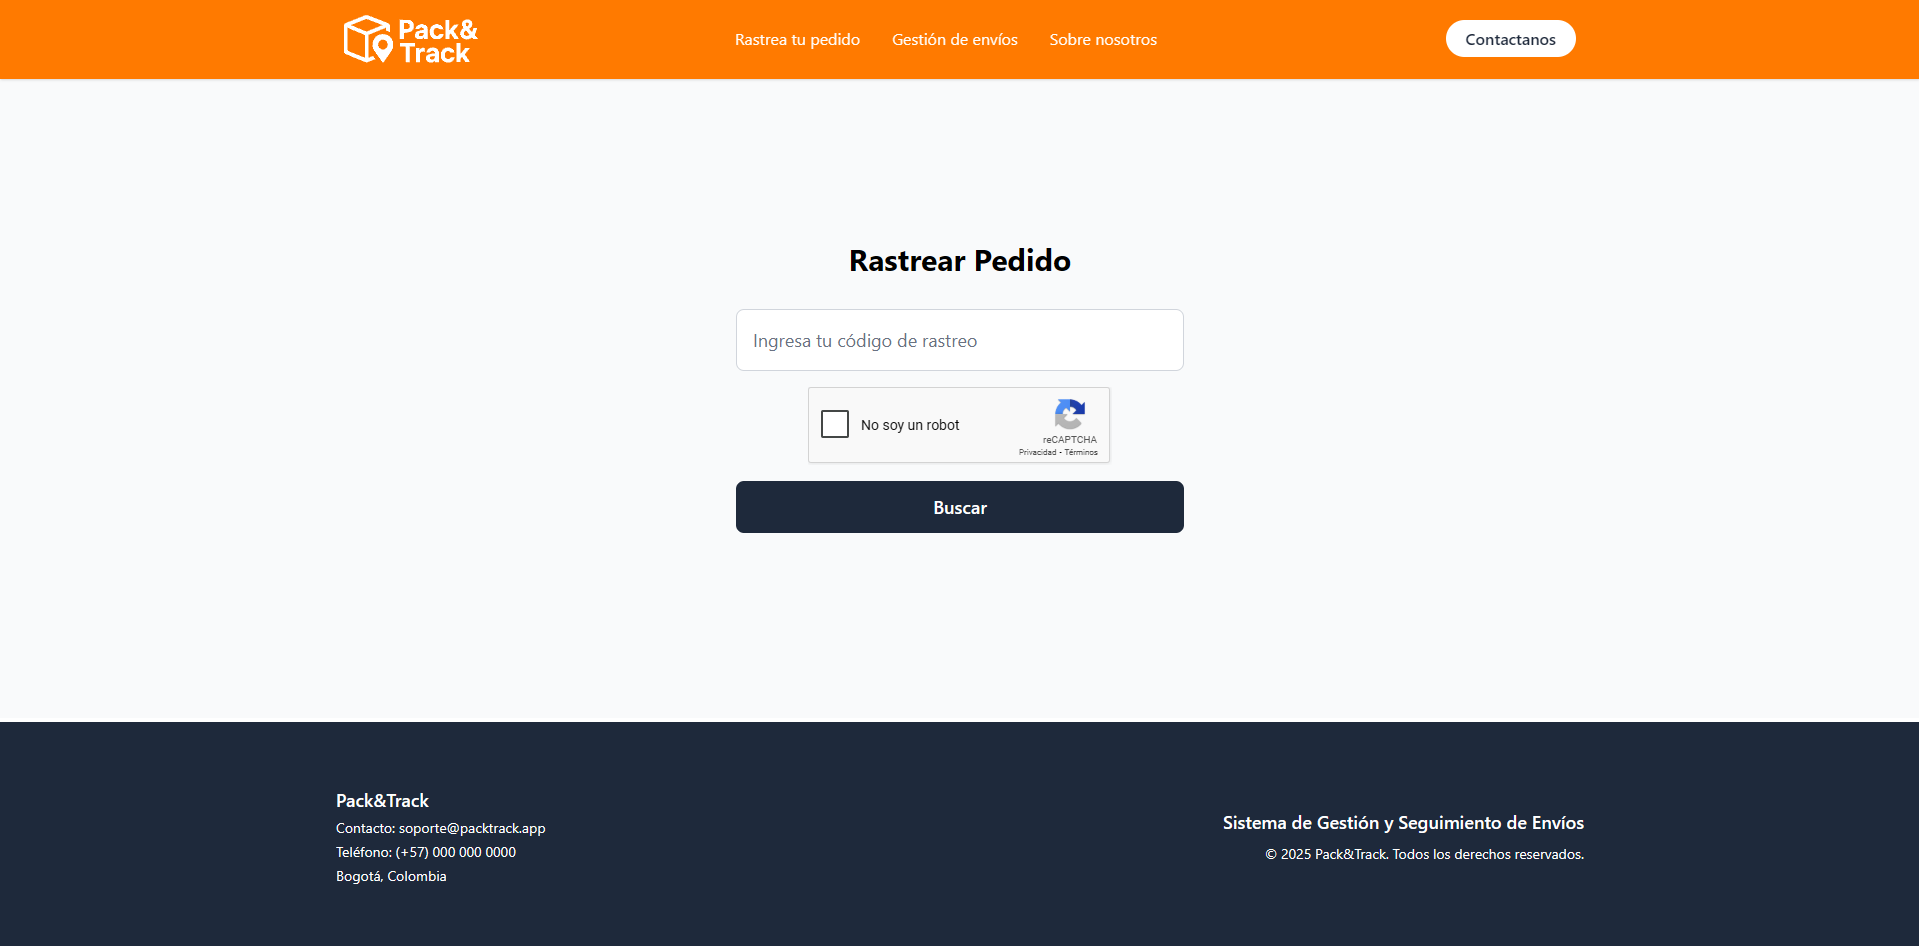 Pack&
Track
Rastrea tu pedido
Gestión de envíos
Sobre nosotros
Contactanos
Rastrear Pedido
Ingresa tu código de rastreo
No soy un robot
reCAPTCHA
Privacidad - Términos
Buscar
Pack&Track
Contacto: soporte@packtrack.app
Teléfono: (+57) 000 000 0000
Bogotá, Colombia
Sistema de Gestión y Seguimiento de Envíos
© 2025 Pack&Track. Todos los derechos reservados.